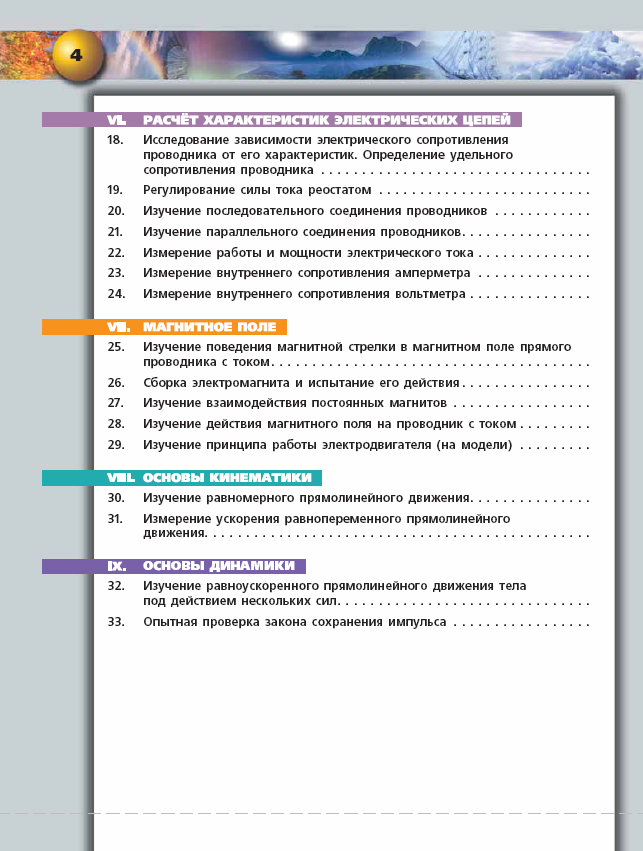 4
VI. РАСЧЁТ ХАРАКТЕРИСТИК ЭЛЕКТРИЧЕСКИХ ЦЕПЕЙ
18. Исследование зависимости электрического сопротивления
проводника от его характеристик. Определение удельного
сопротивления проводника . . . . . . . . . . . . . . . . . . . . . . . . . . . . . . . . .
19. Регулирование силы тока реостатом . . . . . . . . . . . . . . . . . . . . . . . . . .
20. Изучение последовательного соединения проводников . . . . . . . . . . . .
21. Изучение параллельного соединения проводников. . . . . . . . . . . . . . . .
22. Измерение работы и мощности электрического тока . . . . . . . . . . . . . .
23. Измерение внутреннего сопротивления амперметра . . . . . . . . . . . . . .
24. Измерение внутреннего сопротивления вольтметра . . . . . . . . . . . . . . .
VII. МАГНИТНОЕ ПОЛЕ
25. Изучение поведения магнитной стрелки в магнитном поле прямого
проводника с током. . . . . . . . . . . . . . . . . . . . . . . . . . . . . . . . . . . . . . .
26. Сборка электромагнита и испытание его действия . . . . . . . . . . . . . . . .
27. Изучение взаимодействия постоянных магнитов . . . . . . . . . . . . . . . . .
28. Изучение действия магнитного поля на проводник с током . . . . . . . . .
29. Изучение принципа работы электродвигателя (на модели) . . . . . . . . .
VIII. ОСНОВЫ КИНЕМАТИКИ
30. Изучение равномерного прямолинейного движения. . . . . . . . . . . . . . .
31. Измерение ускорения равнопеременного прямолинейного
движения. . . . . . . . . . . . . . . . . . . . . . . . . . . . . . . . . . . . . . . . . . . . . . .
IX. ОСНОВЫ ДИНАМИКИ
32. Изучение равноускоренного прямолинейного движения тела
под действием нескольких сил. . . . . . . . . . . . . . . . . . . . . . . . . . . . . . .
33. Опытная проверка закона сохранения импульса . . . . . . . . . . . . . . . . .